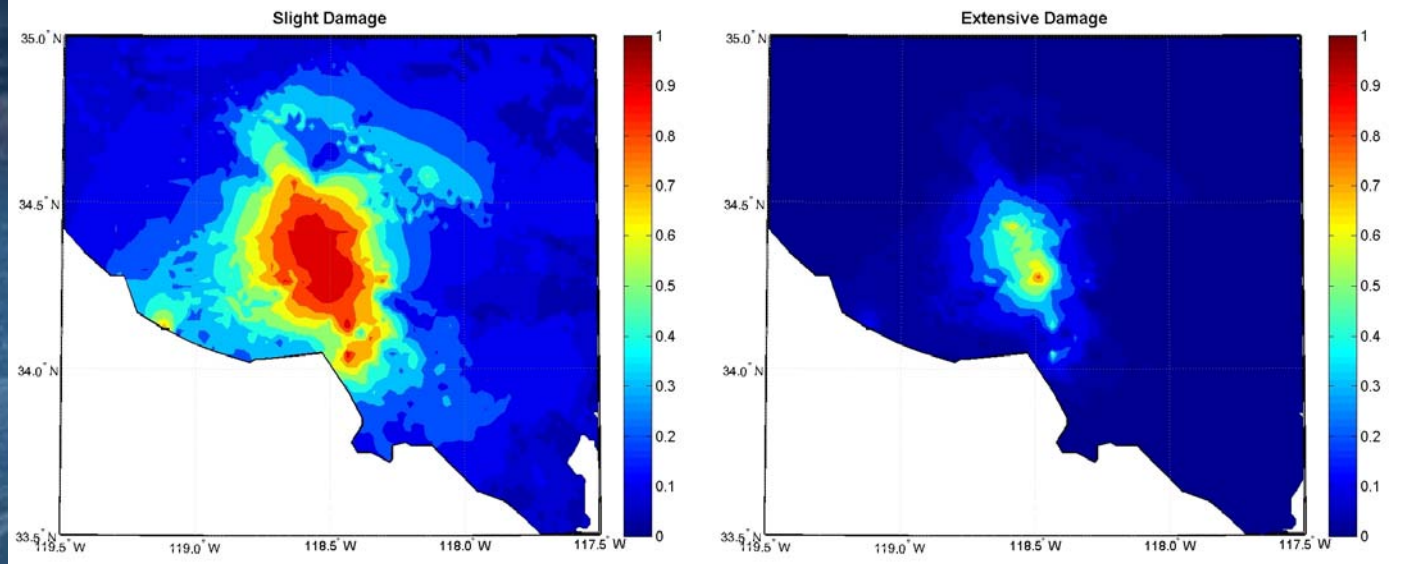 Slight Damage
35.0° N
34.5° N
34.0° N
33.5° N
119.5° W
119.0° W
118.5° W
118.0° W
117.5° W
1
0.9
0.8
0.7
0.6
0.5
0.4
0.3
0.2
0.1
0
Extensive Damage
35.0° N
34.5° N
34.0° N
33.5° N
119.5° W
119.0° W
118.5° W
118.0° W
117.5° W
1
0.9
0.8
0.7
0.6
0.5
0.4
0.3
0.2
0.1
0